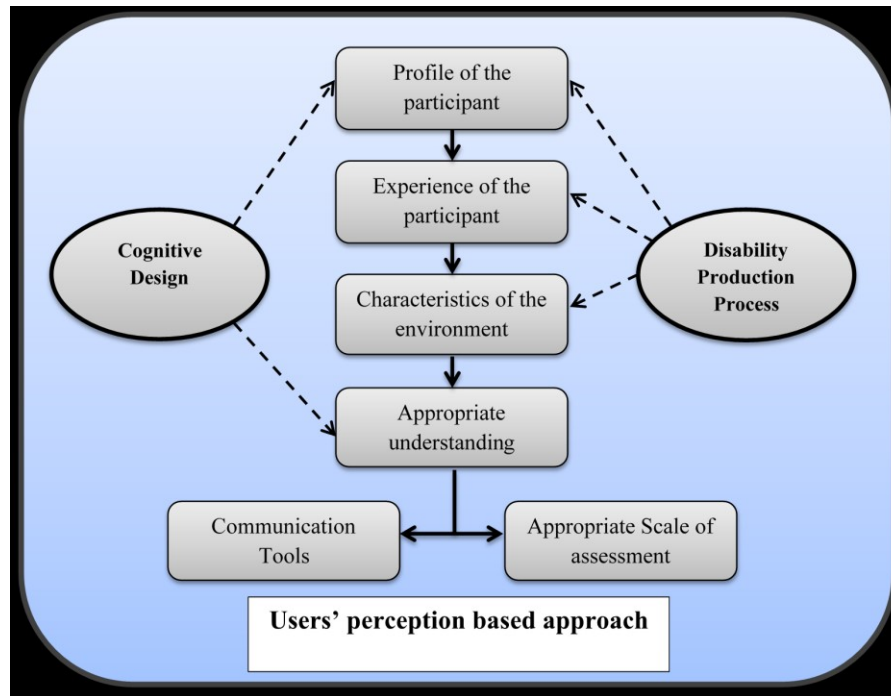 Profile of the
participant
Experience of the
participant
Cognitive
Design
Disability
Production
Process
Characteristics of the
environment
Appropriate
understanding
Communication
Tools
Appropriate Scale of
assessment
Users’ perception based approach